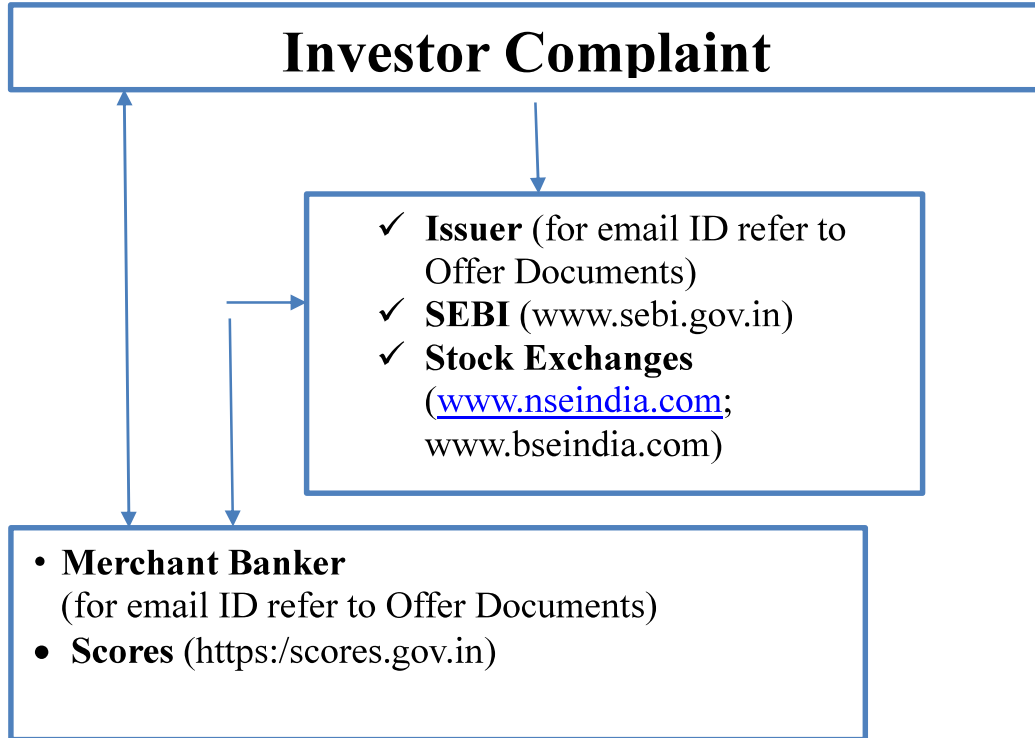 Investor Complaint
✓ Issuer (for email ID refer to
Offer Documents)
✓ SEBI (www.sebi.gov.in)
✓ Stock Exchanges
(www.nseindia.com;
www.bseindia.com)
• Merchant Banker
(for email ID refer to Offer Documents)
• Scores (https:/scores.gov.in)